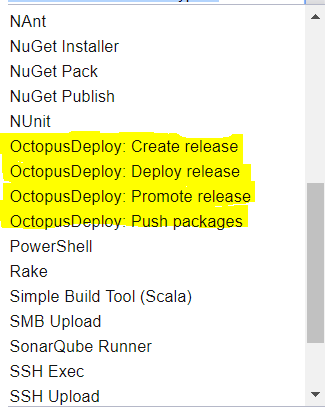 NAnt
NuGet Installer
NuGet Pack
NuGet Publish
NUnit
OctopusDeploy: Create release
OctopusDeploy: Deploy release
OctopusDeploy: Promote release
OctopusDeploy: Push packages
PowerShell
Rake
Simple Build Tool (Scala)
SMB Upload
SonarQube Runner
SSH Exec
SSH Upload